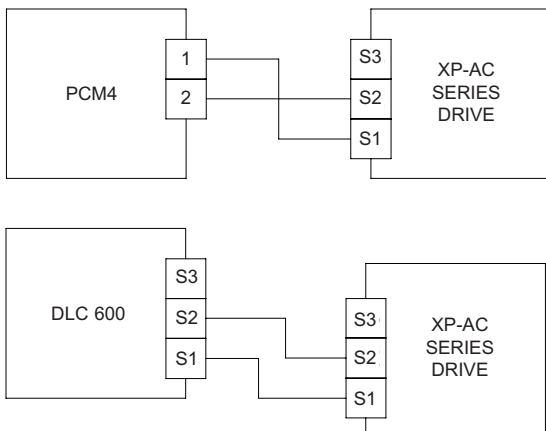 1
2
PCM4
S3
S2
S1
XP-AC
SERIES
DRIVE
S3
S2
S1
DLC 600
S3
S2
S1
XP-AC
SERIES
DRIVE